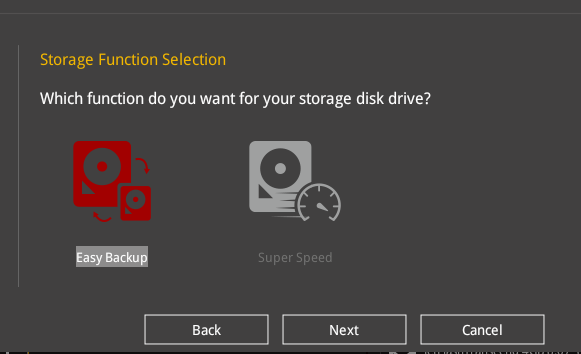 Storage Function Selection
Which function do you want for your storage disk drive?
Easy Backup
Super Speed
Back
Next
Cancel